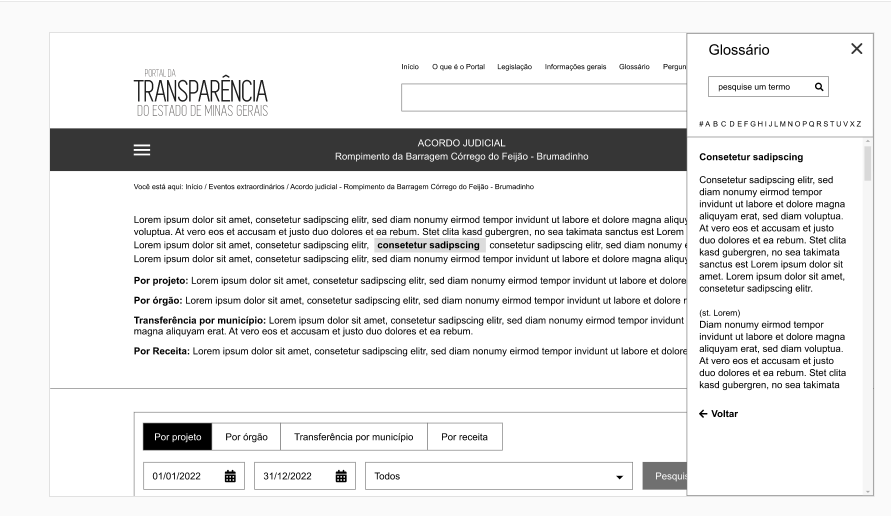 PORTAL DA
TRANSPARÊNCIA
DO ESTADO DE MINAS GERAIS
Início O que é o Portal Legislação Informações gerais Glossário
ACORDO JUDICIAL
Rompimento da Barragem Córrego do Feijão - Brumadinho
Você está aqui: Início / Eventos extraordinários / Acordo judicial - Rompimento da Barragem Córrego do Feijão - Brumadinho
Lorem ipsum dolor sit amet, consetetur sadipscing elitr, sed diam nonumy eirmod tempor invidunt ut labore et dolore magna
voluptua. At vero eos et accusam et justo duo dolores et ea rebum. Stet clita kasd gubergren, no sea takimata sanctus est Lorem
Lorem ipsum dolor sit amet, consetetur sadipscing elitr, consetetur sadipscing consetetur sadipscing elitr, sed diam nonumy
Lorem ipsum dolor sit amet, consetetur sadipscing elitr, sed diam nonumy eirmod tempor invidunt ut labore et dolore magna
Por projeto: Lorem ipsum dolor sit amet, consetetur sadipscing elitr, sed diam nonumy eirmod tempor invidunt ut labore et dolore
Por órgão: Lorem ipsum dolor sit amet, consetetur sadipscing elitr, sed diam nonumy eirmod tempor invidunt ut labore et dolore
Transferência por município: Lorem ipsum dolor sit amet, consetetur sadipscing elitr, sed diam nonumy eirmod tempor invidunt
magna aliquyam erat. At vero eos et accusam et justo duo dolores et ea rebum.
Por Receita: Lorem ipsum dolor sit amet, consetetur sadipscing elitr, sed diam nonumy eirmod tempor invidunt ut labore et dolore
Por projeto Por órgão Transferência por município Por receita
01/01/2022 31/12/2022 Todos
Glossário
pesquise um termo
# A B C D E F G H I J L M N O P Q R S T U V X Z
Consetetur sadipscing
Consetetur sadipscing elitr, sed
diam nonumy eirmod tempor
invidunt ut labore et dolore magna
aliquyam erat, sed diam voluptua.
At vero eos et accusam et justo
duo dolores et ea rebum. Stet clita
kasd gubergren, no sea takimata
sanctus est Lorem ipsum dolor sit
amet. Lorem ipsum dolor sit amet,
consetetur sadipscing elitr.
(st. Lorem)
Diam nonumy eirmod tempor
invidunt ut labore et dolore magna
aliquyam erat, sed diam voluptua.
At vero eos et accusam et justo
duo dolores et ea rebum. Stet clita
kasd gubergren, no sea takimata
Voltar